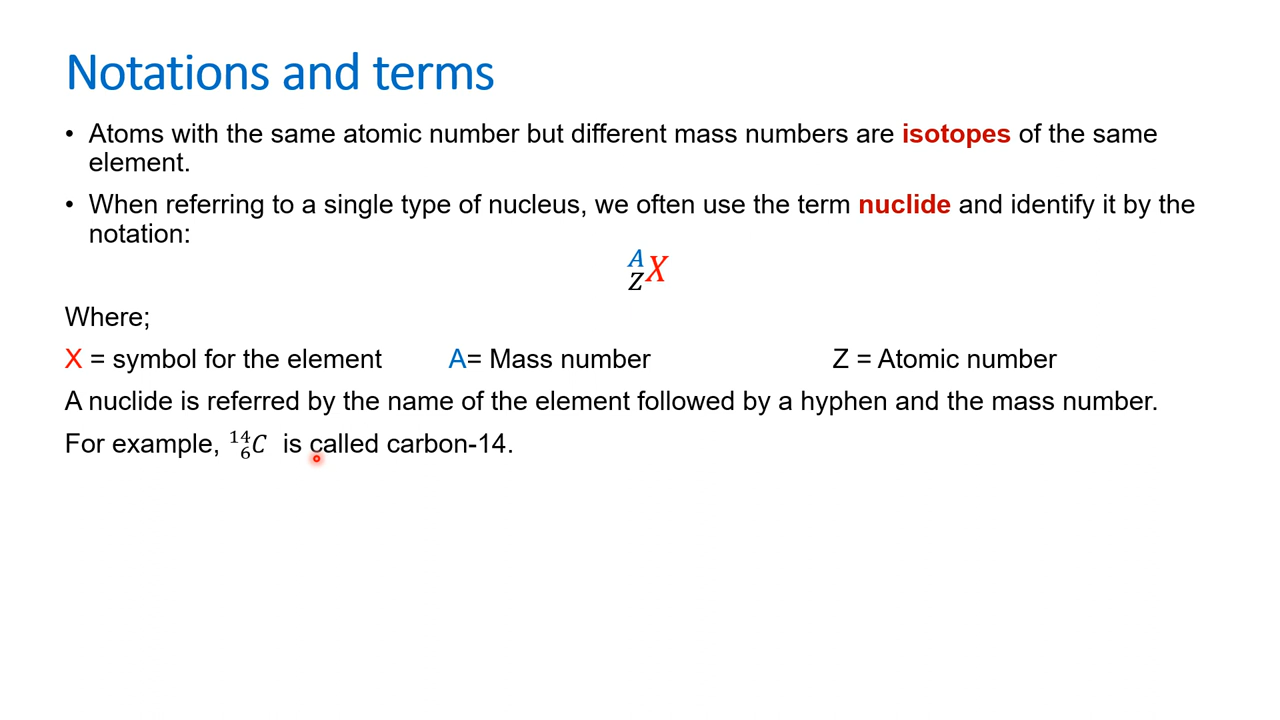 Notations and terms
• Atoms with the same atomic number but different mass numbers are isotopes of the same
element.
• When referring to a single type of nucleus, we often use the term nuclide and identify it by the
notation:
$^{A}_{Z}X$
Where;
X = symbol for the element A= Mass number Z = Atomic number
A nuclide is referred by the name of the element followed by a hyphen and the mass number.
For example, $^{14}_{6}C$ is called carbon-14.